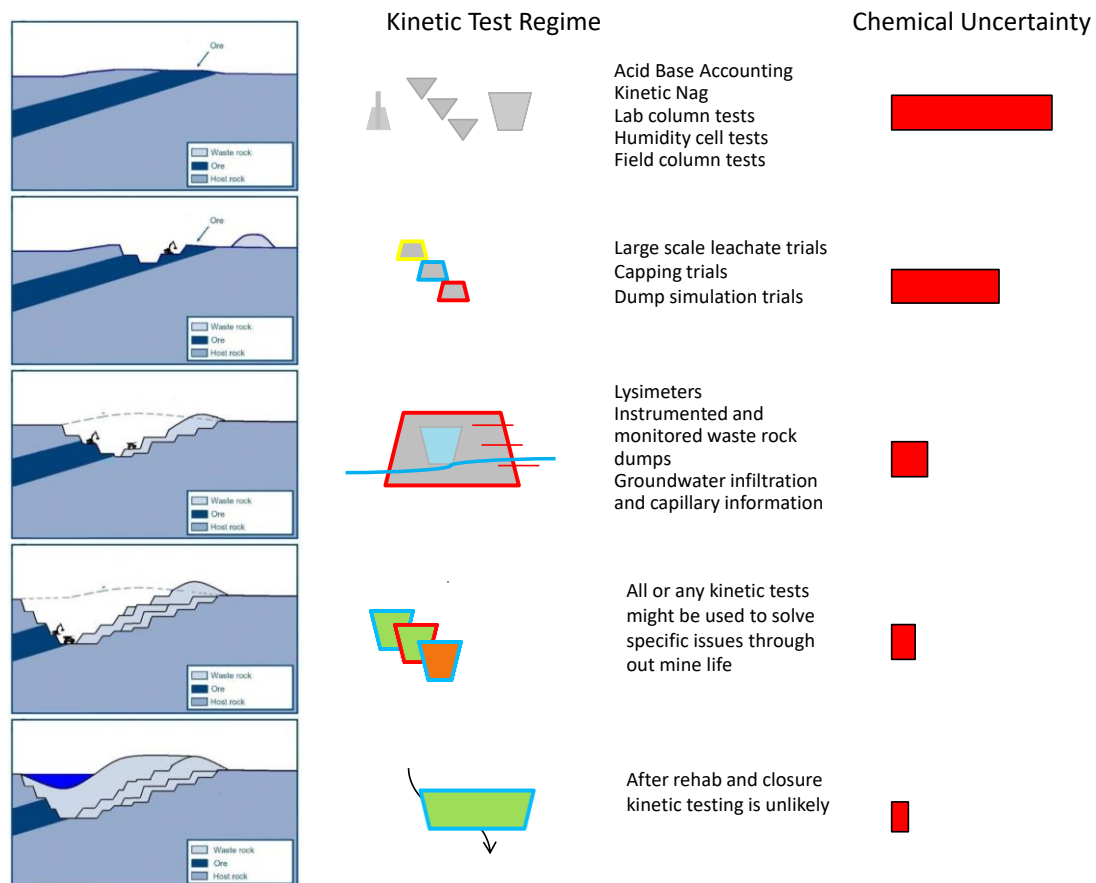 Kinetic Test Regime
Chemical Uncertainty
Ore
Waste rock
Ore
Host rock
Acid Base Accounting
Kinetic Nag
Lab column tests
Humidity cell tests
Field column tests
Ore
Waste rock
Ore
Host rock
Large scale leachate trials
Capping trials
Dump simulation trials
Waste rock
Ore
Host rock
Lysimeters
Instrumented and
monitored waste rock
dumps
Groundwater infiltration
and capillary information
Waste rock
Ore
Host rock
All or any kinetic tests
might be used to solve
specific issues through
out mine life
Waste rock
Ore
Host rock
After rehab and closure
kinetic testing is unlikely